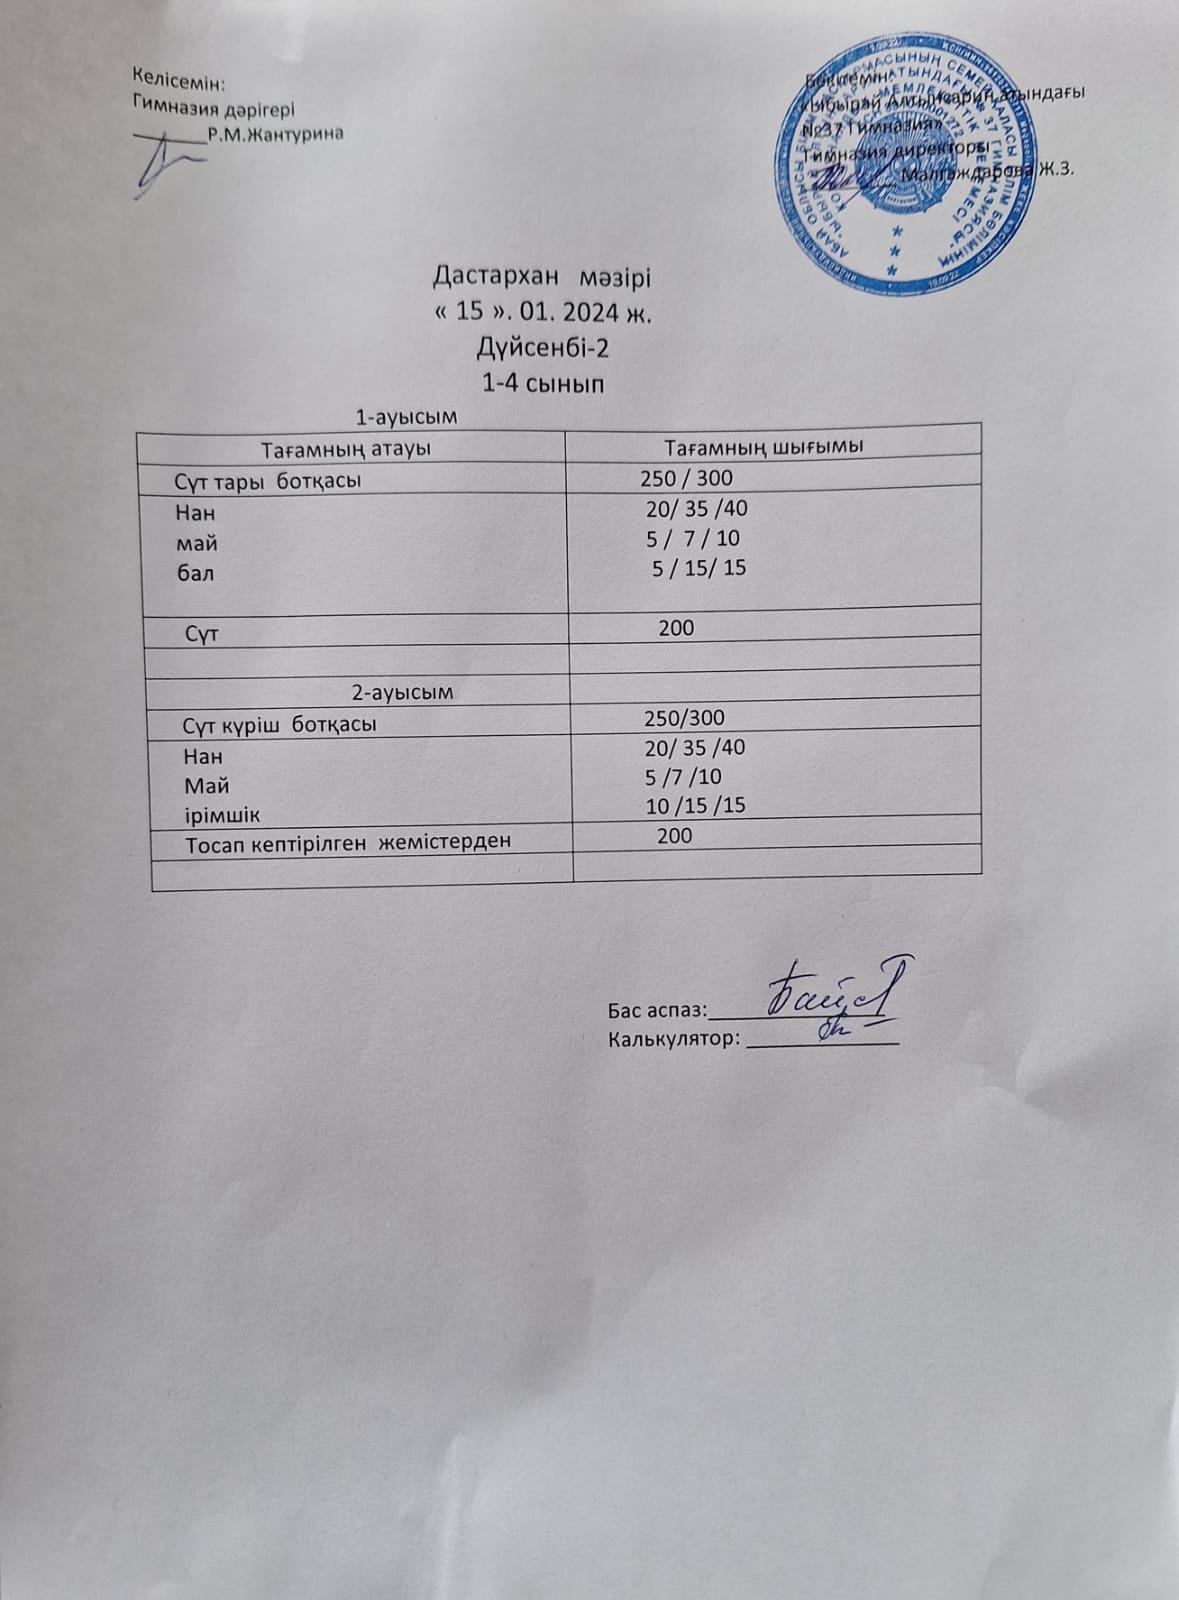 Келісемін:
Гимназия дәрігері
________Р.М.Жантурина
Бекітемін:
«Ыбырай Алтынсарин атындағы
№37 Гимназия»
Гимназия директоры
Малгаждарова Ж.З.
Дастархан мәзірі
« 15 ». 01. 2024 ж.
Дүйсенбі-2
1-4 сынып
1-ауысым
Тағамның атауы Тағамның шығымы
Сүт тары ботқасы 250 / 300
Нан 20/ 35 /40
май 5 / 7 / 10
бал 5 / 15/ 15
Сүт 200
2-ауысым
Сүт күріш ботқасы 250/300
Нан 20/ 35 /40
Май 5 /7 /10
ірімшік 10 /15 /15
Тосап кептірілген жемістерден 200
Бас аспаз:
Калькулятор: